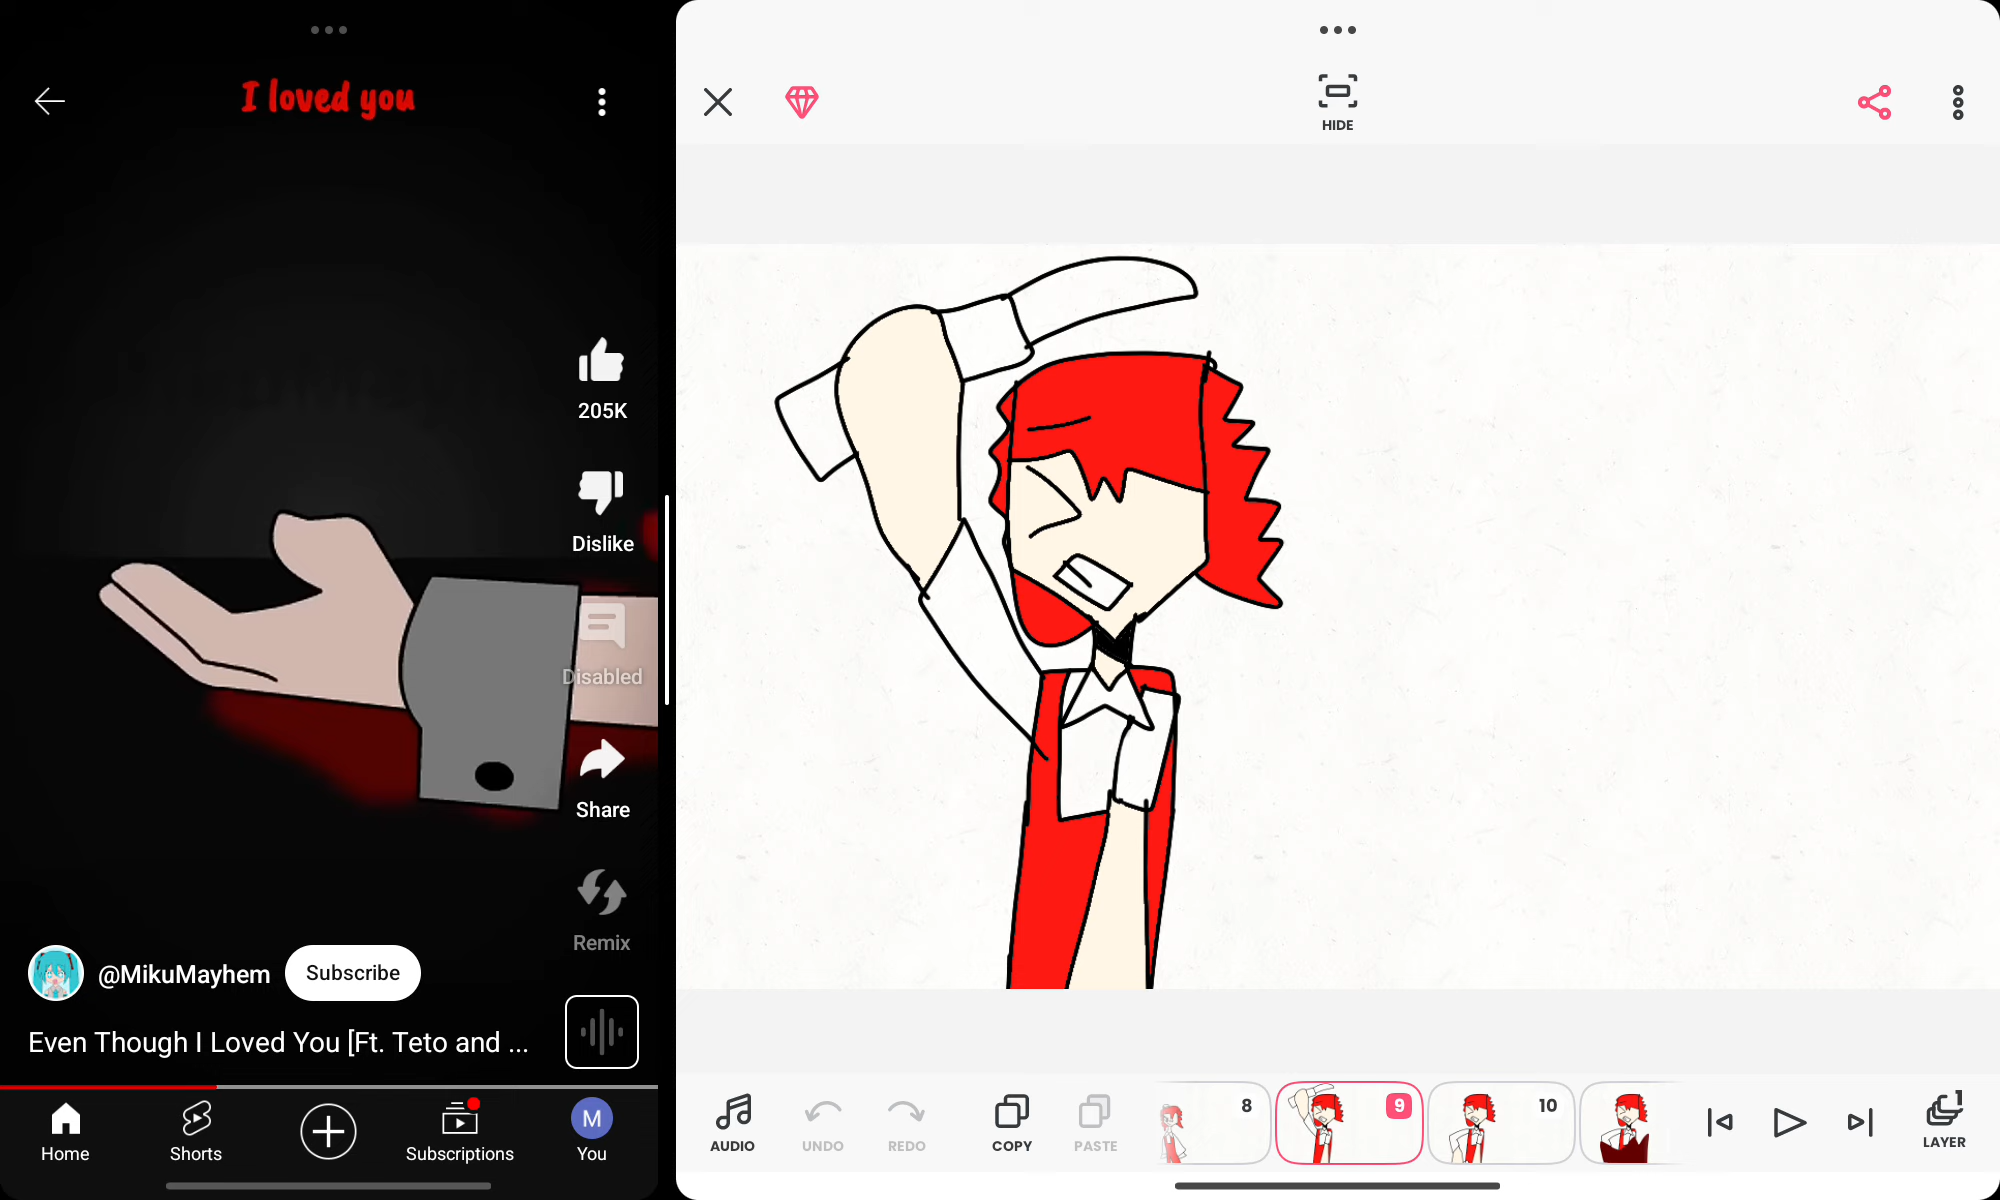 I loved you
205K
Dislike
Disabled
Share
Remix
@MikuMayhem
Subscribe
Even Though I Loved You [Ft. Teto and ...
Home
Shorts
Subscriptions
M
You
HIDE
AUDIO
UNDO
REDO
COPY
PASTE
8
9
10
1
LAYER